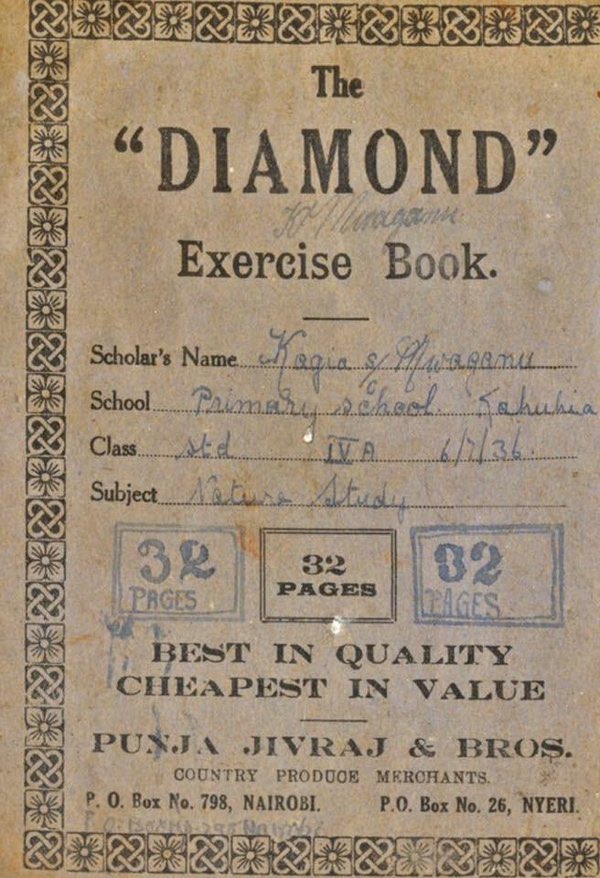 The
"DIAMOND"
K Mwaganu
Exercise Book.
Scholar's Name Kagia s/o Mwaganu
School Primary School. Kahuhia
Class std IV A 6/7/36.
Subject Nature Study
32 PAGES 32 PAGES 32 PAGES
BEST IN QUALITY
CHEAPEST IN VALUE
PUNJA JIVRAJ & BROS.
COUNTRY PRODUCE MERCHANTS.
P. O. Box No. 798, NAIROBI. P.O. Box No. 26, NYERI.